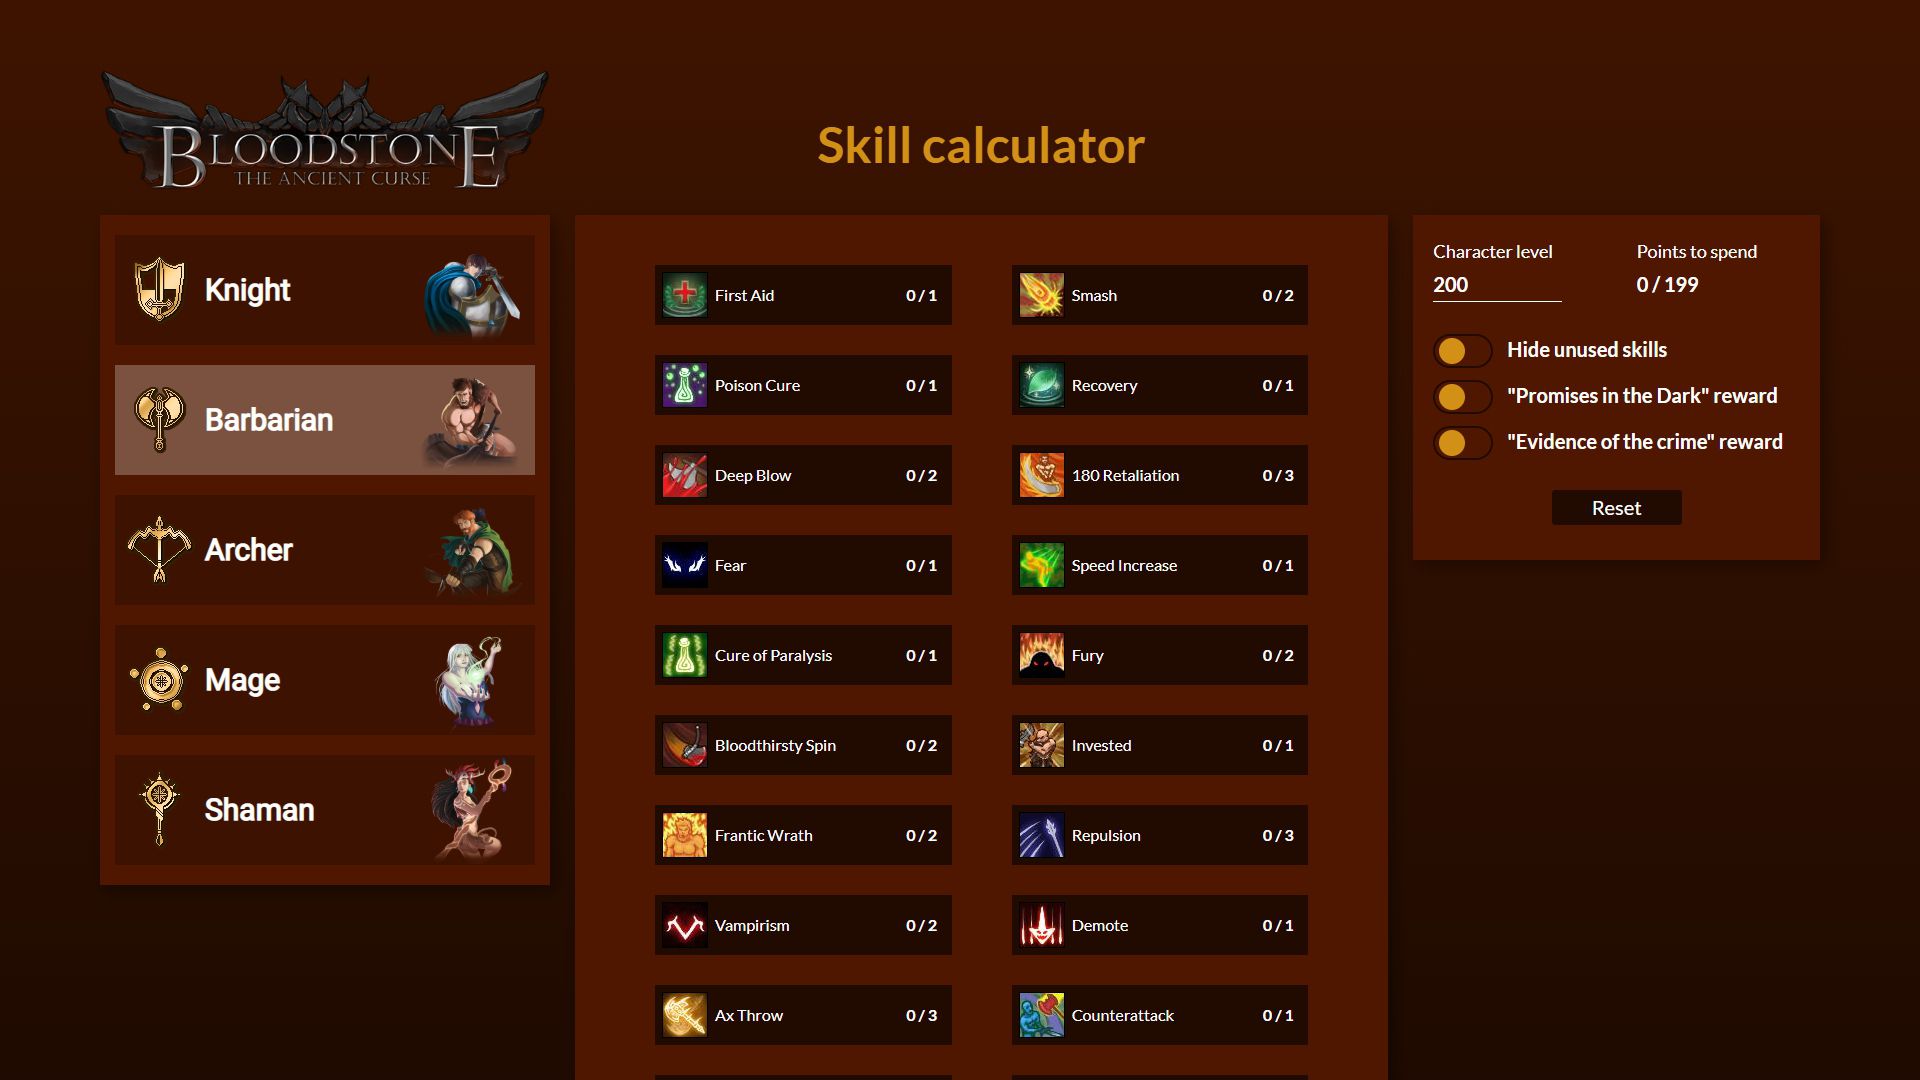 BLOODSTONE
THE ANCIENT CURSE
Skill calculator
Knight
Barbarian
Archer
Mage
Shaman
First Aid 0 / 1
Smash 0 / 2
Poison Cure 0 / 1
Recovery 0 / 1
Deep Blow 0 / 2
180 Retaliation 0 / 3
Fear 0 / 1
Speed Increase 0 / 1
Cure of Paralysis 0 / 1
Fury 0 / 2
Bloodthirsty Spin 0 / 2
Invested 0 / 1
Frantic Wrath 0 / 2
Repulsion 0 / 3
Vampirism 0 / 2
Demote 0 / 1
Ax Throw 0 / 3
Counterattack 0 / 1
Character level Points to spend
200 0 / 199
Hide unused skills
"Promises in the Dark" reward
"Evidence of the crime" reward
Reset